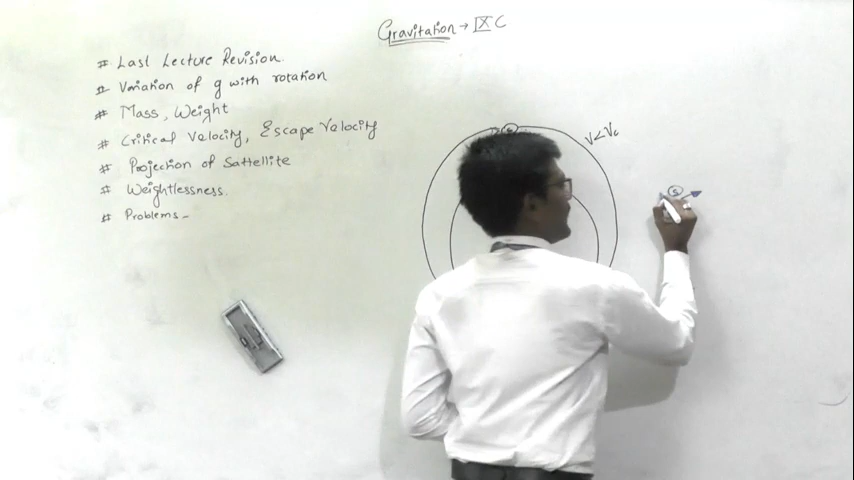 Gravitation → IX C
# Last Lecture Revision.
# Variation of g with rotation
# Mass, Weight
# Critical Velocity, Escape Velocity
# Projection of Sattellite
# Weightlessness.
# Problems -
V < Vc
S